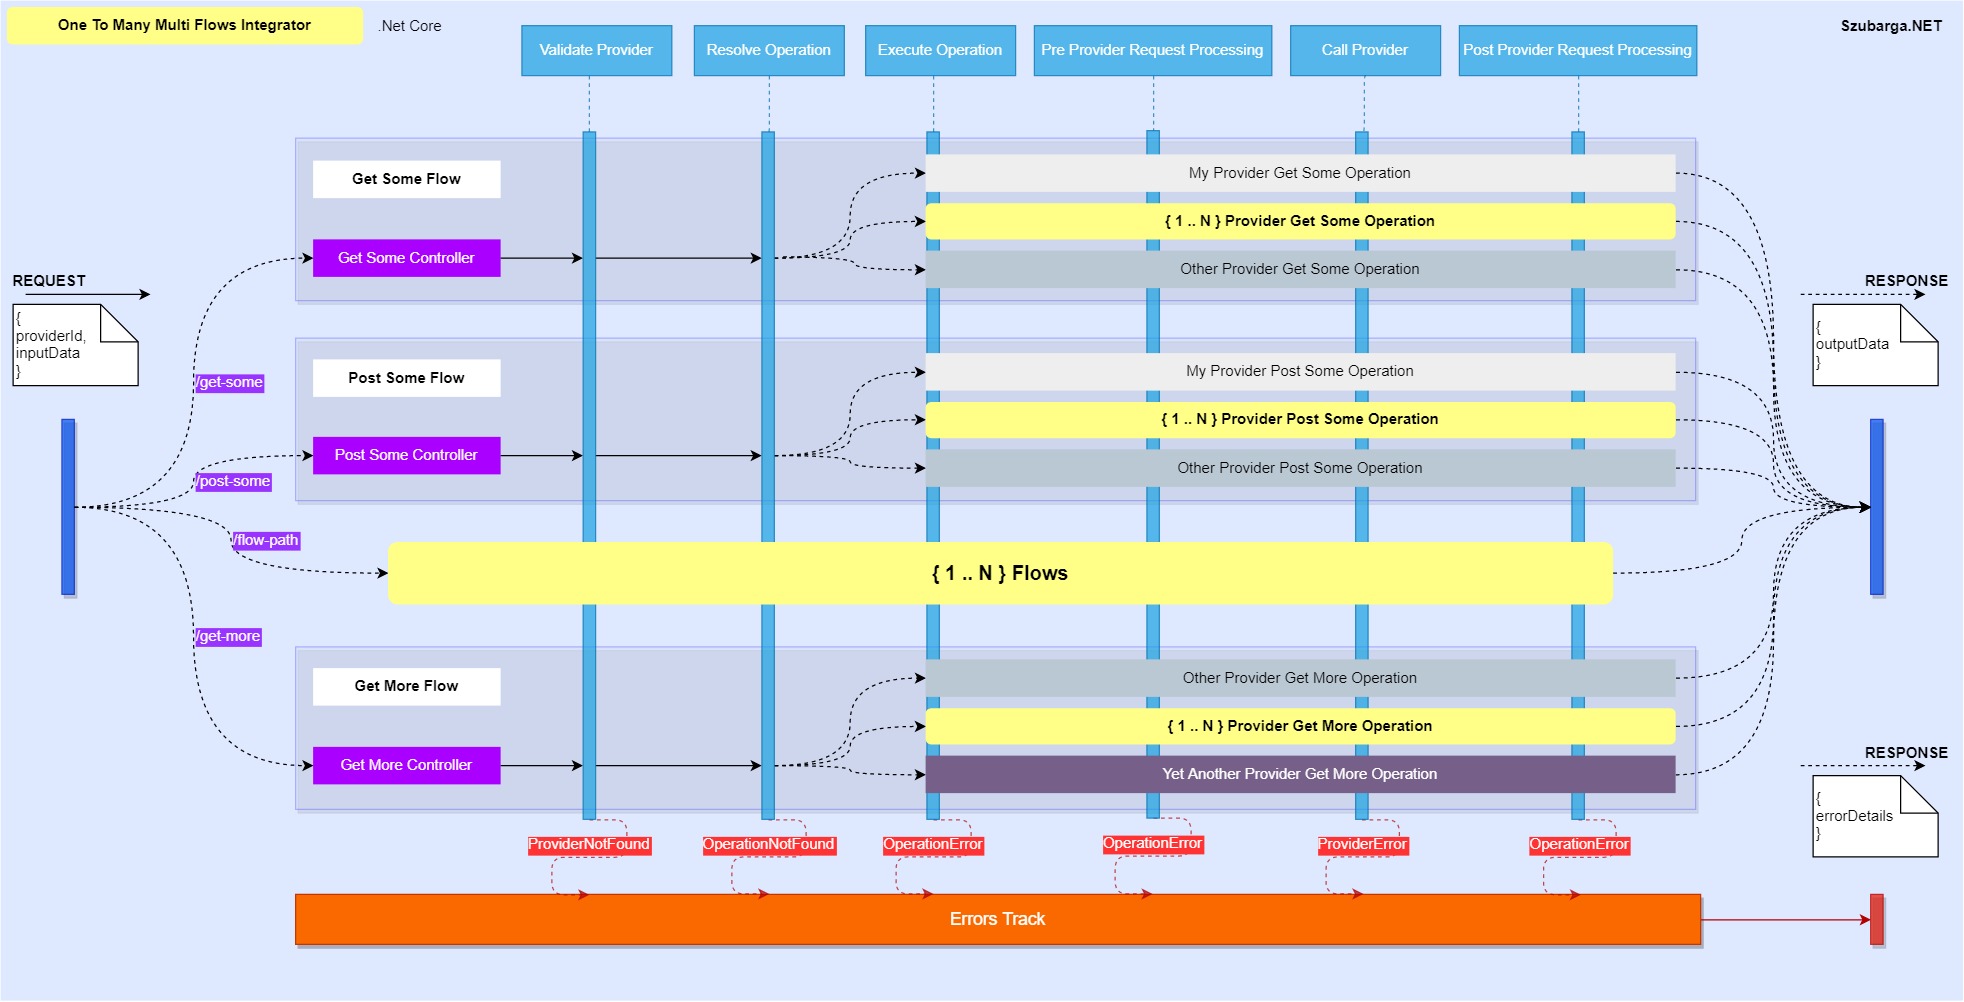 One To Many Multi Flows Integrator
.Net Core
Szubarga.NET
Validate Provider
Resolve Operation
Execute Operation
Pre Provider Request Processing
Call Provider
Post Provider Request Processing
Get Some Flow
My Provider Get Some Operation
{ 1 .. N } Provider Get Some Operation
Get Some Controller
Other Provider Get Some Operation
REQUEST
{
providerId,
inputData
}
RESPONSE
{
outputData
}
/get-some
Post Some Flow
My Provider Post Some Operation
{ 1 .. N } Provider Post Some Operation
Post Some Controller
Other Provider Post Some Operation
/post-some
/flow-path
{ 1 .. N } Flows
/get-more
Get More Flow
Other Provider Get More Operation
{ 1 .. N } Provider Get More Operation
Get More Controller
Yet Another Provider Get More Operation
RESPONSE
{
errorDetails
}
ProviderNotFound
OperationNotFound
OperationError
OperationError
ProviderError
OperationError
Errors Track